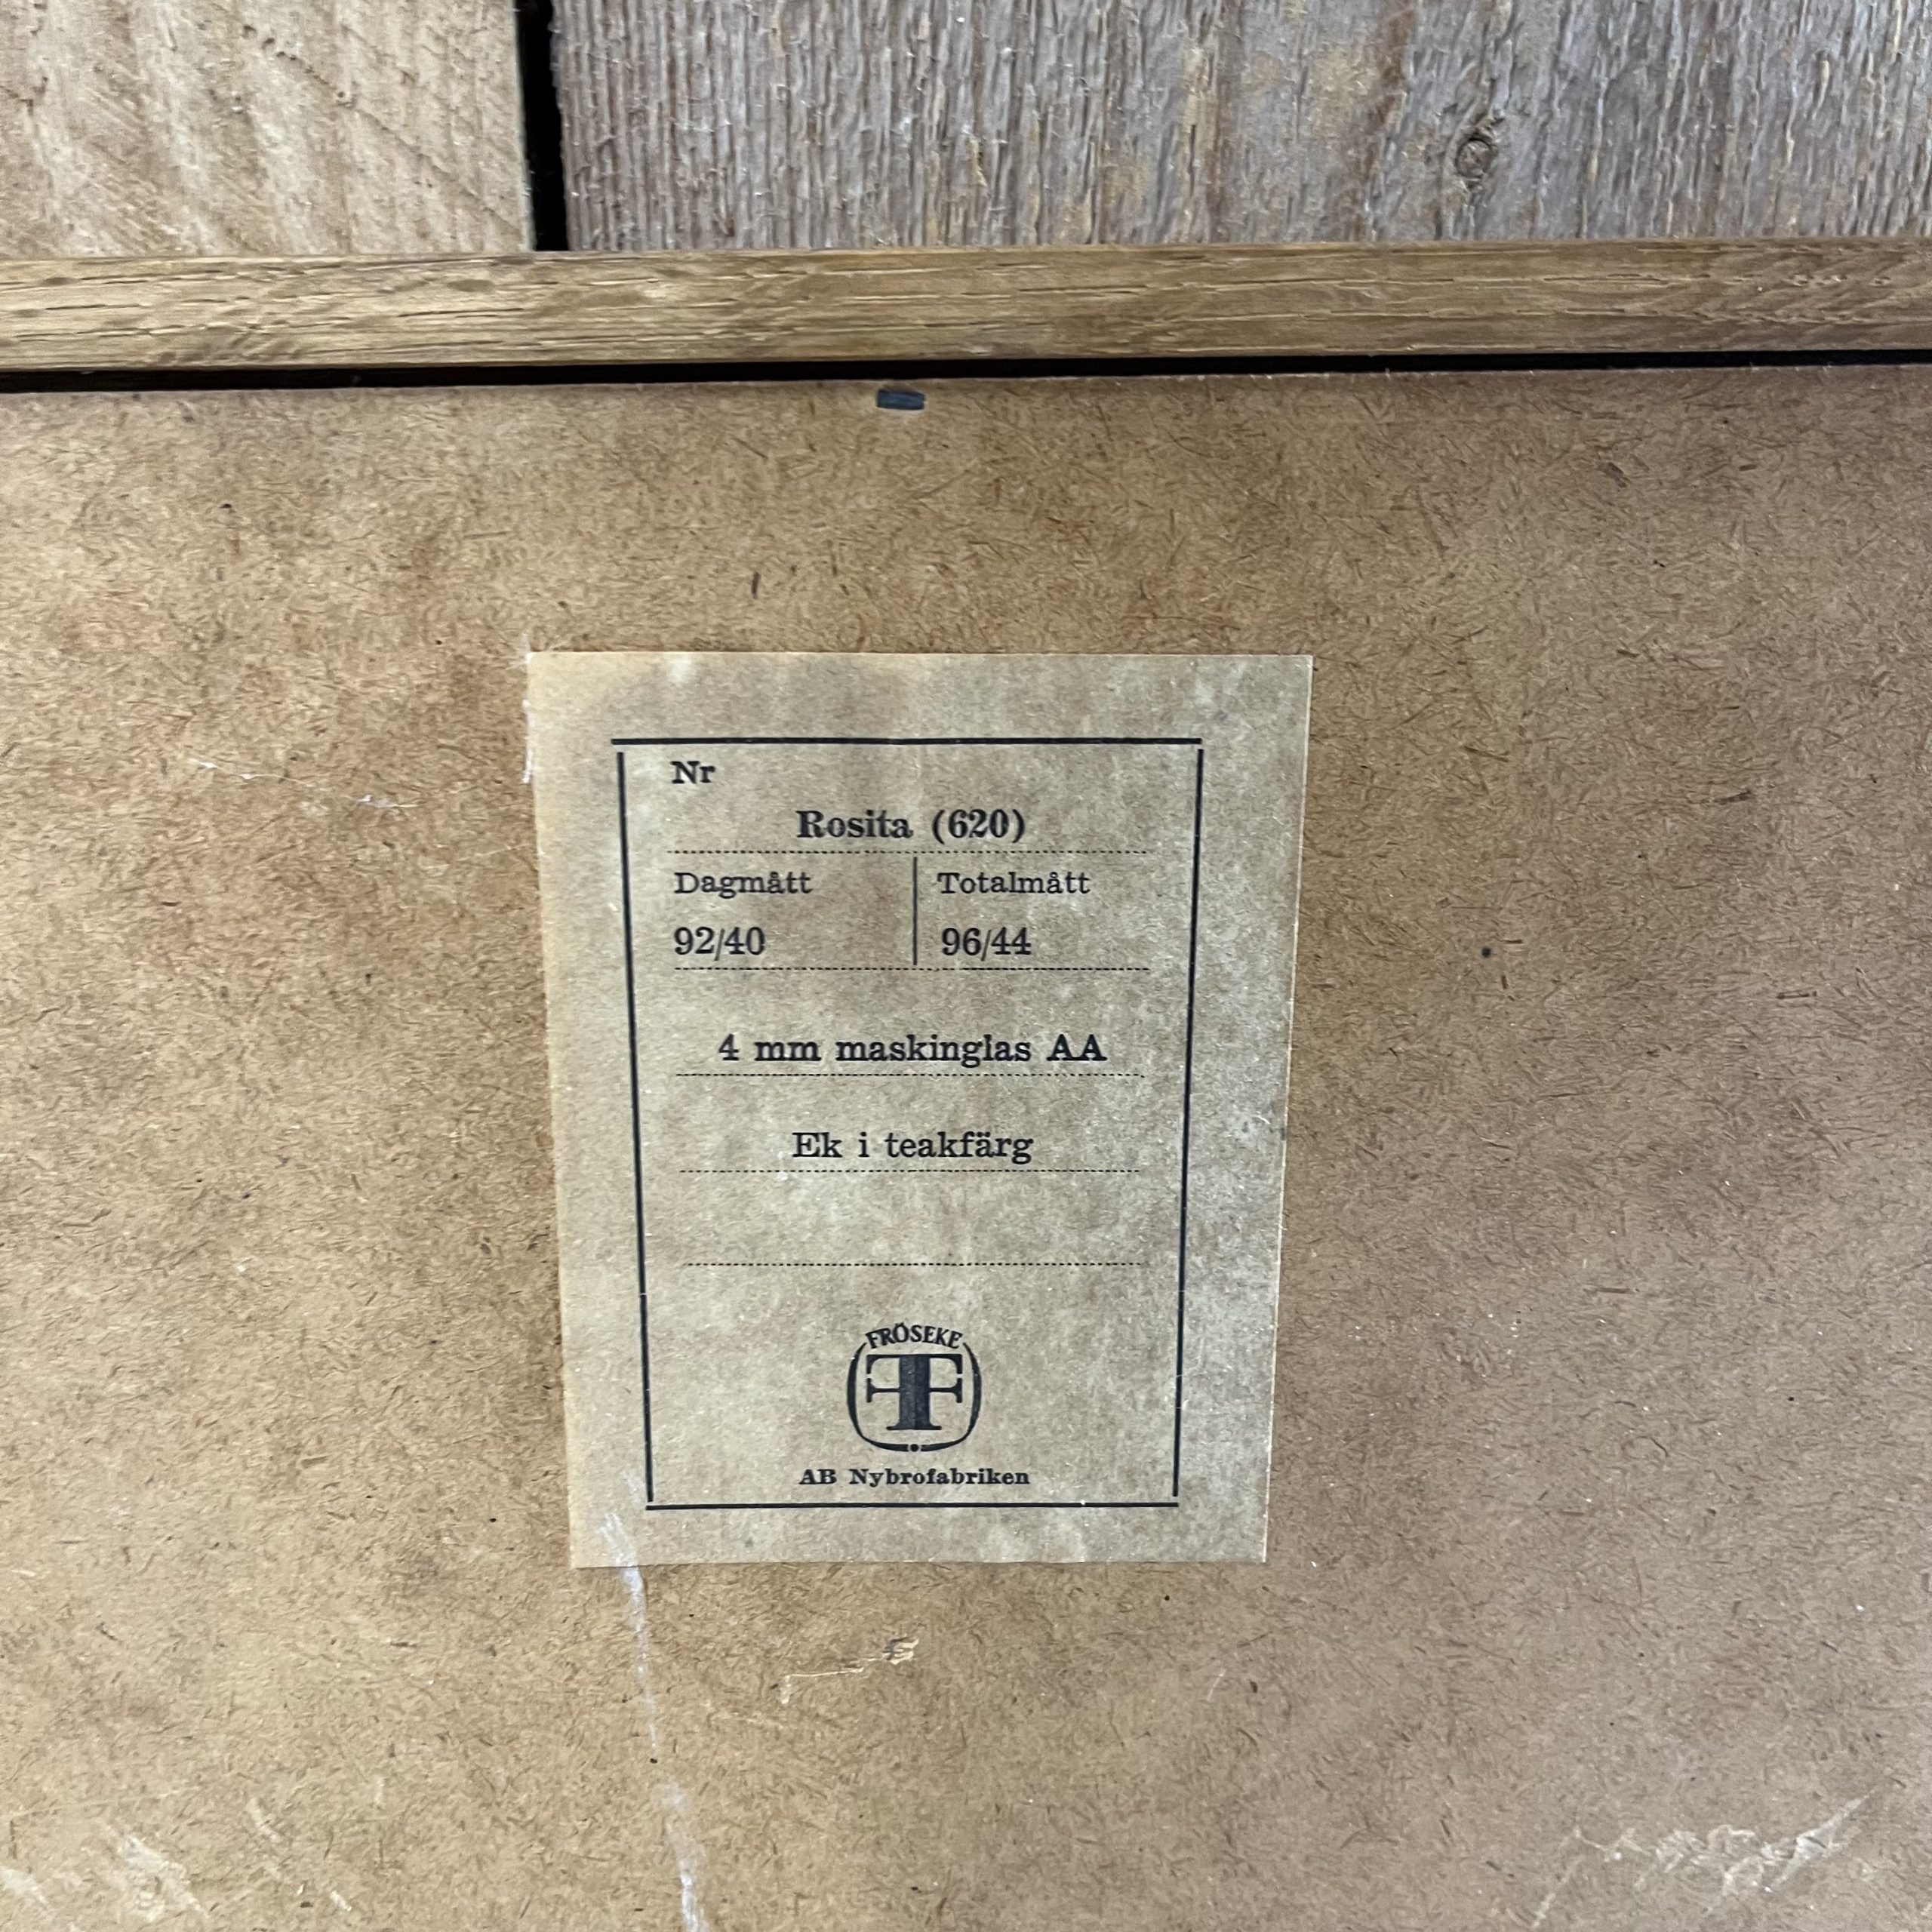 Nr
Rosita (620)
Dagmått Totalmått
92/40 96/44
4 mm maskinglas AA
Ek i teakfärg
FRÖSEKE
F
AB Nybrofabriken